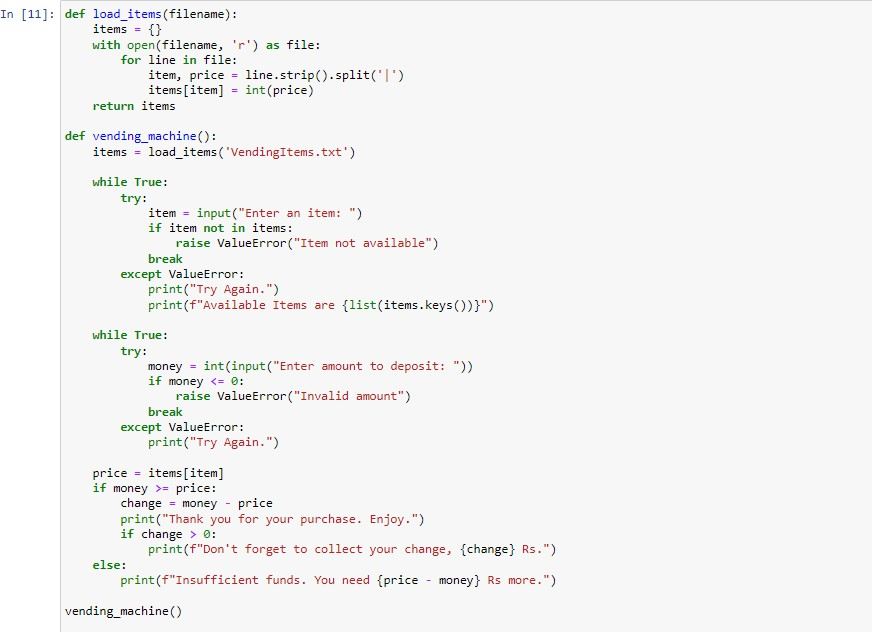 In [11]: def load_items(filename):
    items = {}
    with open(filename, 'r') as file:
        for line in file:
            item, price = line.strip().split('|')
            items[item] = int(price)
    return items

def vending_machine():
    items = load_items('VendingItems.txt')

    while True:
        try:
            item = input("Enter an item: ")
            if item not in items:
                raise ValueError("Item not available")
            break
        except ValueError:
            print("Try Again.")
            print(f"Available Items are {list(items.keys())}")

    while True:
        try:
            money = int(input("Enter amount to deposit: "))
            if money <= 0:
                raise ValueError("Invalid amount")
            break
        except ValueError:
            print("Try Again.")

    price = items[item]
    if money >= price:
        change = money - price
        print("Thank you for your purchase. Enjoy.")
        if change > 0:
            print(f"Don't forget to collect your change, {change} Rs.")
    else:
        print(f"Insufficient funds. You need {price - money} Rs more.")

vending_machine()